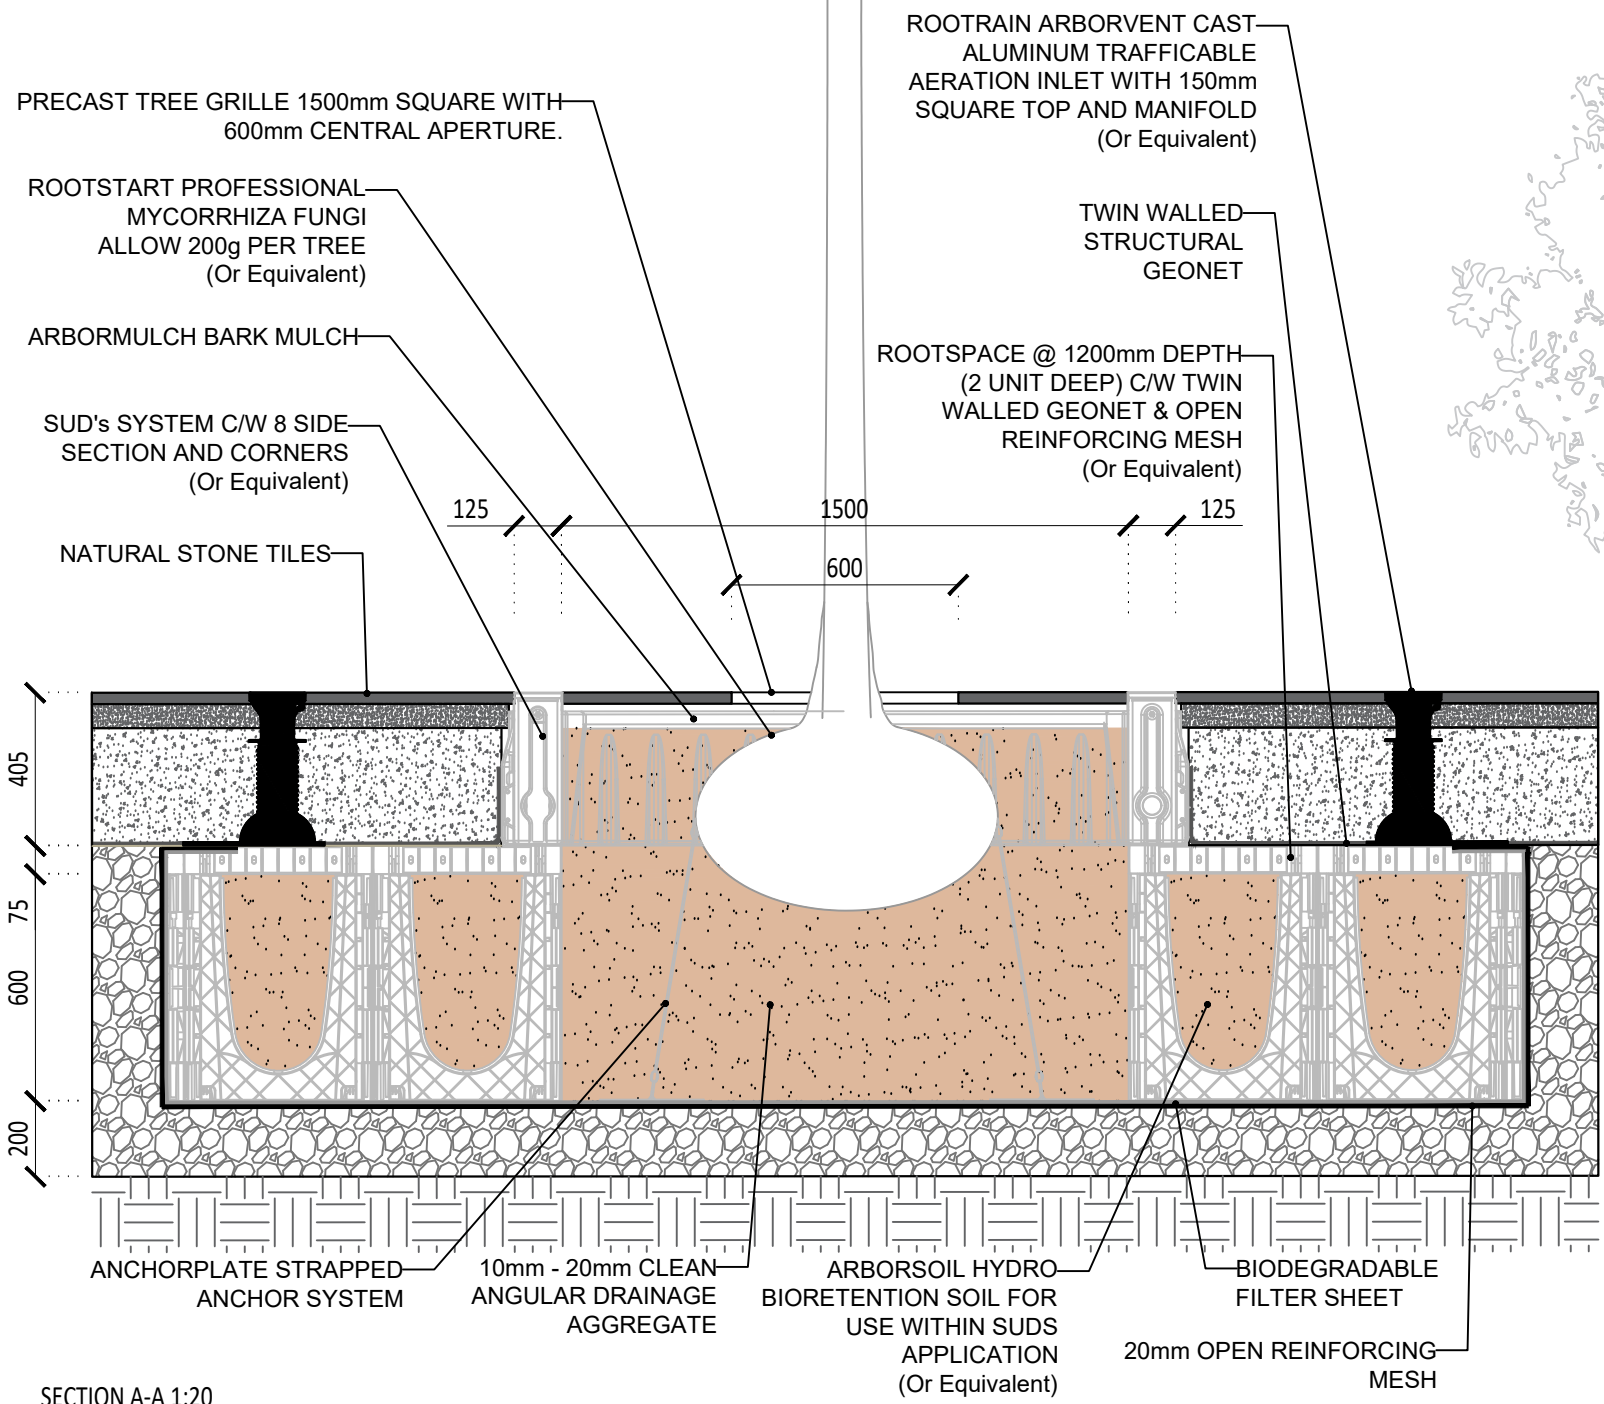 PRECAST TREE GRILLE 1500mm SQUARE WITH
600mm CENTRAL APERTURE.
ROOTSTART PROFESSIONAL
MYCORRHIZA FUNGI
ALLOW 200g PER TREE
(Or Equivalent)
ARBORMULCH BARK MULCH
SUD's SYSTEM C/W 8 SIDE
SECTION AND CORNERS
(Or Equivalent)
NATURAL STONE TILES
ROOTRAIN ARBORVENT CAST
ALUMINUM TRAFFICABLE
AERATION INLET WITH 150mm
SQUARE TOP AND MANIFOLD
(Or Equivalent)
TWIN WALLED
STRUCTURAL
GEONET
ROOTSPACE @ 1200mm DEPTH
(2 UNIT DEEP) C/W TWIN
WALLED GEONET & OPEN
REINFORCING MESH
(Or Equivalent)
125
1500
125
600
405
75
600
200
ANCHORPLATE STRAPPED
ANCHOR SYSTEM
10mm - 20mm CLEAN
ANGULAR DRAINAGE
AGGREGATE
ARBORSOIL HYDRO
BIORETENTION SOIL FOR
USE WITHIN SUDS
APPLICATION
(Or Equivalent)
BIODEGRADABLE
FILTER SHEET
20mm OPEN REINFORCING
MESH
SECTION A-A 1:20